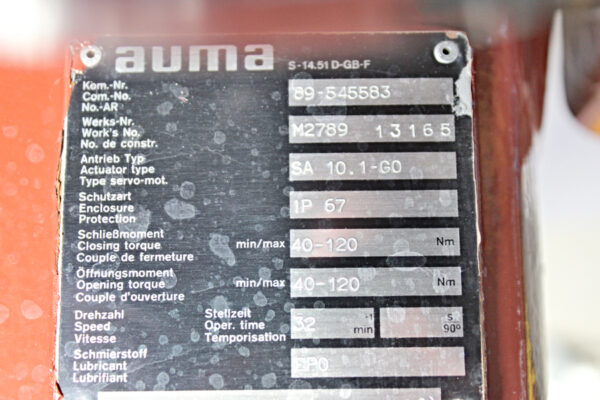 auma S-14.51 D-GB-F
Kom.-Nr.
Com.-No. 89-545583
No.-AR
Werks-Nr.
Work's No. M2789 13165
No. de constr.
Antrieb Typ
Actuator type SA 10.1-GO
Type servo-mot.
Schutzart
Enclosure IP 67
Protection
Schließmoment
Closing torque min/max 40-120 Nm
Couple de fermeture
Öffnungsmoment
Opening torque min/max 40-120 Nm
Couple d'ouverture
Drehzahl Stellzeit
Speed Oper. time 32 min-1 s 90°
Vitesse Temporisation
Schmierstoff
Lubricant EP0
Lubrifiant